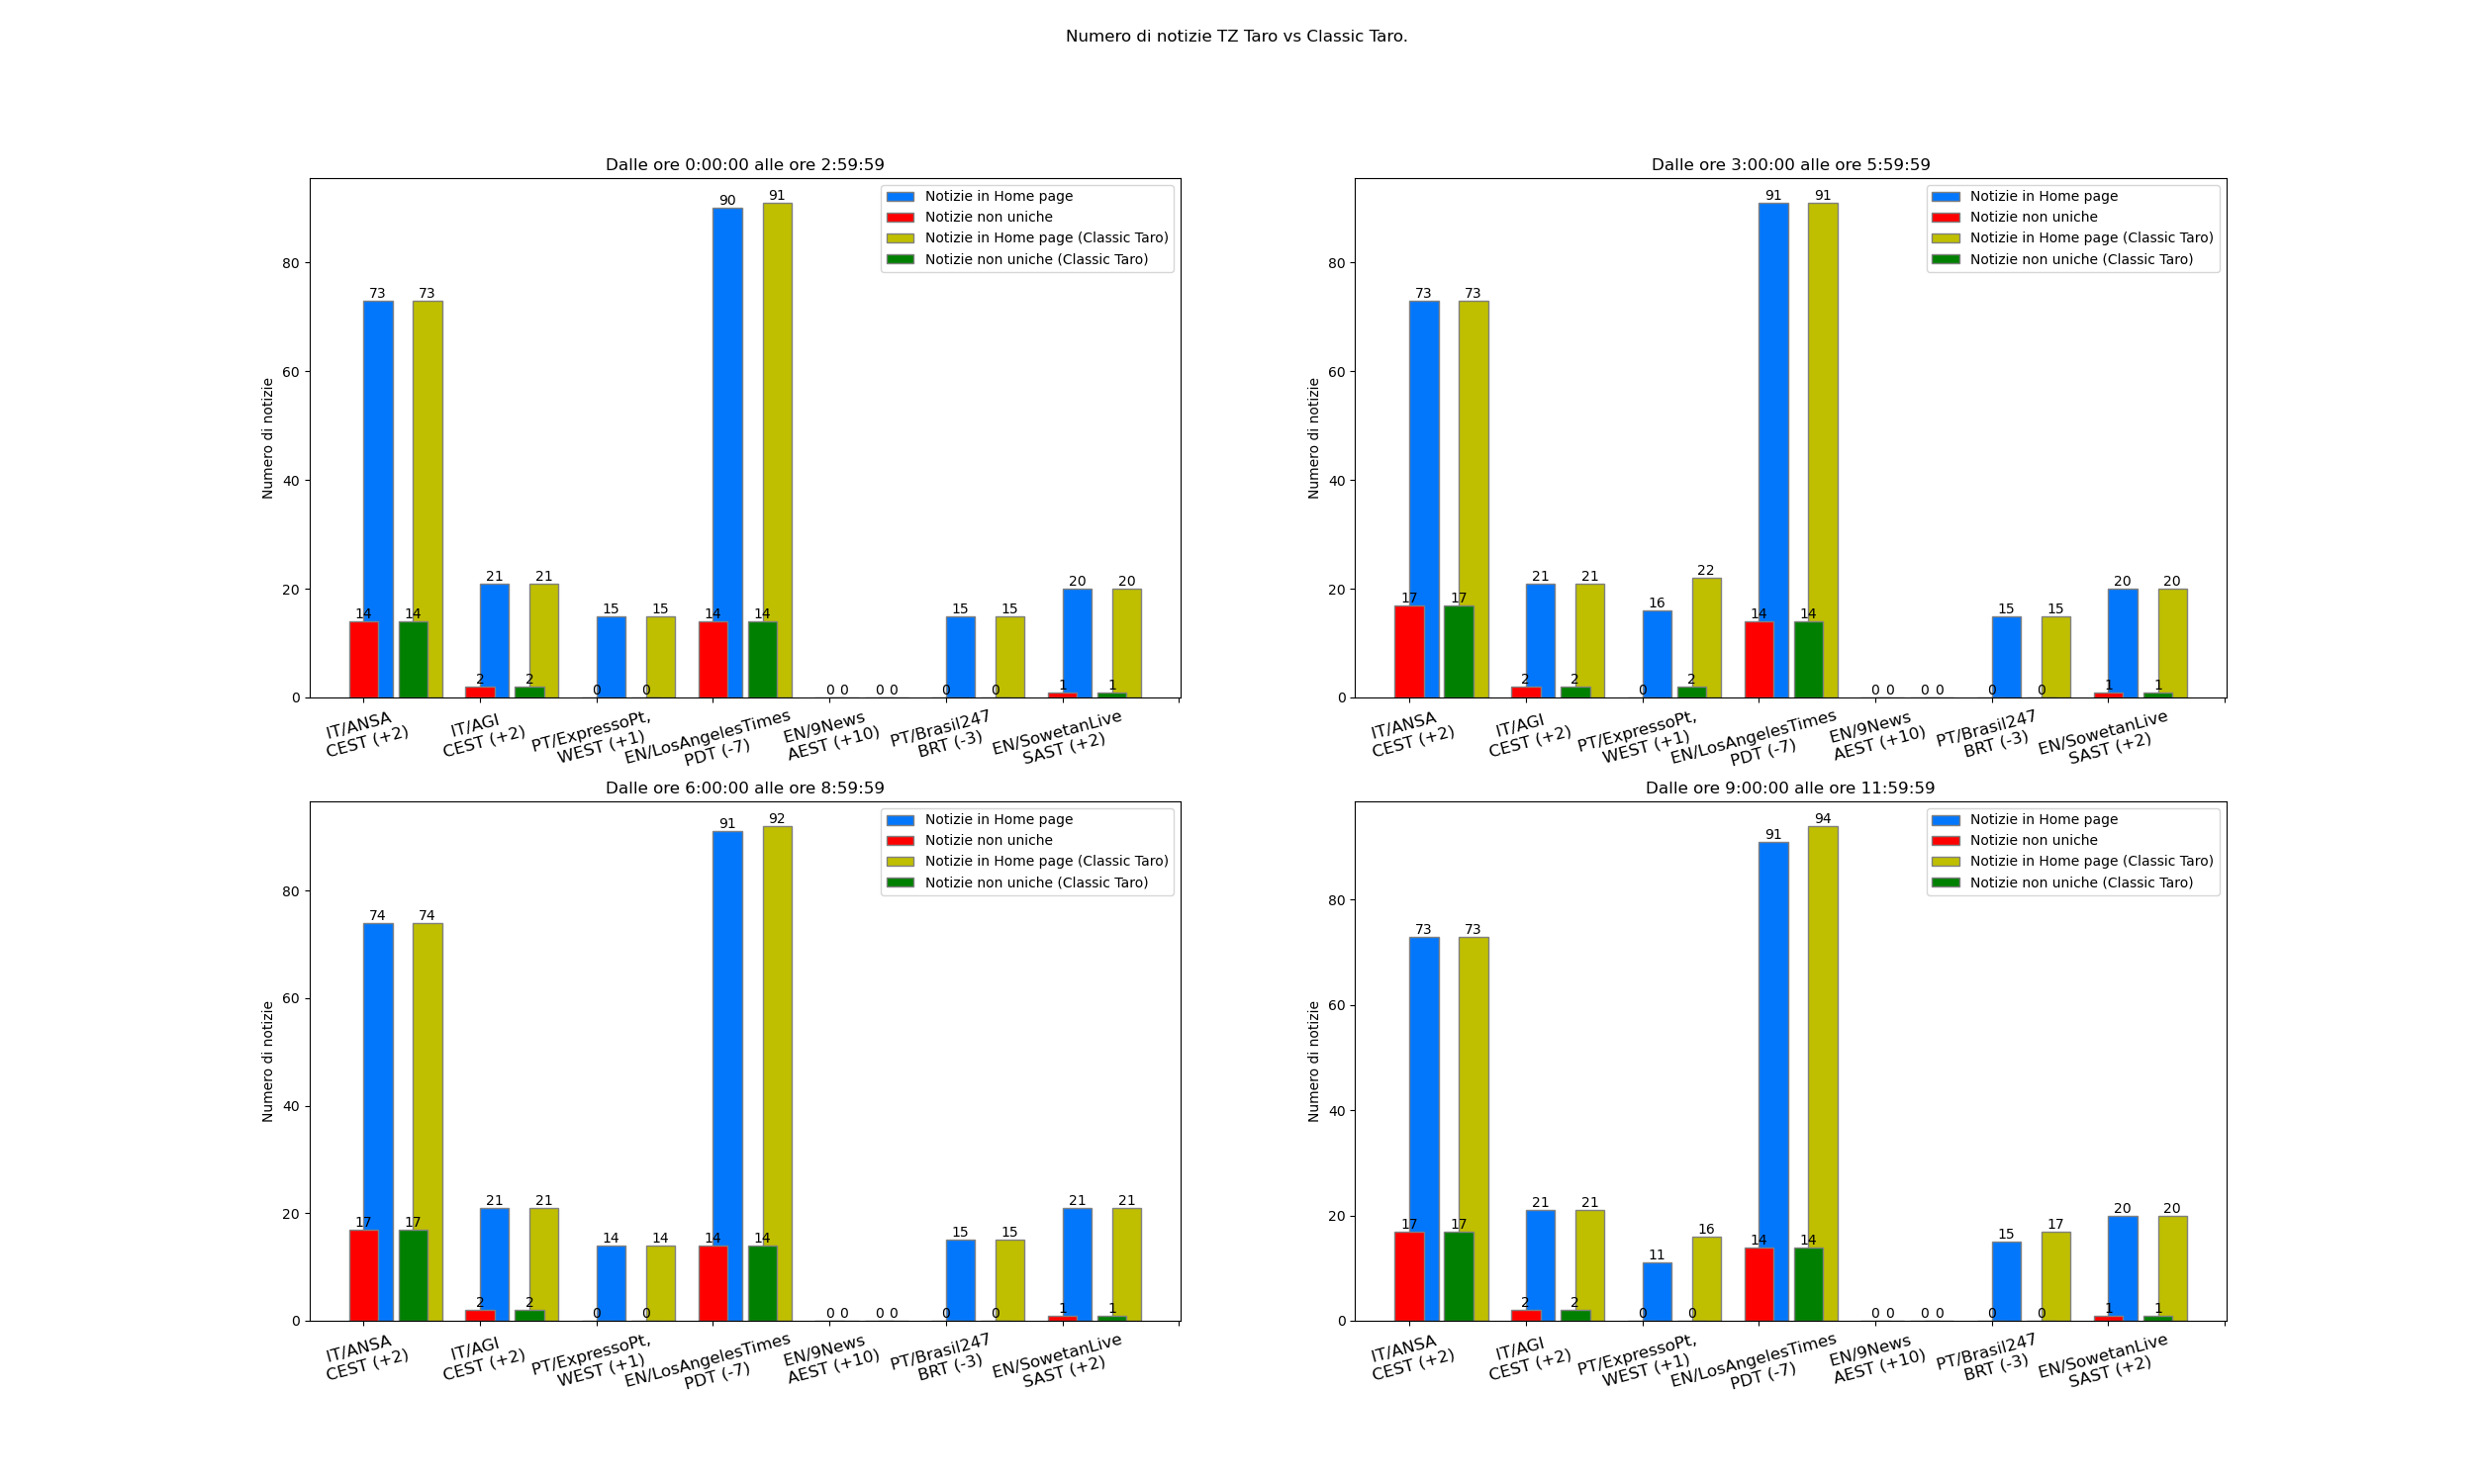 Numero di notizie TZ Taro vs Classic Taro.
Dalle ore 0:00:00 alle ore 2:59:59
Numero di notizie
80
60
40
20
0
Notizie in Home page
Notizie non uniche
Notizie in Home page (Classic Taro)
Notizie non uniche (Classic Taro)
73 73 21 21 15 15 90 91 15 15 20 20
14 14 2 2 0 0 14 14 0 0 0 0 0 0 1 1
IT/ANSA
CEST (+2)
IT/AGI
CEST (+2)
PT/ExpressoPt,
WEST (+1)
EN/LosAngelesTimes
PDT (-7)
EN/9News
AEST (+10)
PT/Brasil247
BRT (-3)
EN/SowetanLive
SAST (+2)
Dalle ore 3:00:00 alle ore 5:59:59
Numero di notizie
80
60
40
20
0
Notizie in Home page
Notizie non uniche
Notizie in Home page (Classic Taro)
Notizie non uniche (Classic Taro)
73 73 21 21 16 22 91 91 15 15 20 20
17 17 2 2 0 2 14 14 0 0 0 0 0 0 1 1
IT/ANSA
CEST (+2)
IT/AGI
CEST (+2)
PT/ExpressoPt,
WEST (+1)
EN/LosAngelesTimes
PDT (-7)
EN/9News
AEST (+10)
PT/Brasil247
BRT (-3)
EN/SowetanLive
SAST (+2)
Dalle ore 6:00:00 alle ore 8:59:59
Numero di notizie
80
60
40
20
0
Notizie in Home page
Notizie non uniche
Notizie in Home page (Classic Taro)
Notizie non uniche (Classic Taro)
74 74 21 21 14 14 91 92 15 15 21 21
17 17 2 2 0 0 14 14 0 0 0 0 0 0 1 1
IT/ANSA
CEST (+2)
IT/AGI
CEST (+2)
PT/ExpressoPt,
WEST (+1)
EN/LosAngelesTimes
PDT (-7)
EN/9News
AEST (+10)
PT/Brasil247
BRT (-3)
EN/SowetanLive
SAST (+2)
Dalle ore 9:00:00 alle ore 11:59:59
Numero di notizie
80
60
40
20
0
Notizie in Home page
Notizie non uniche
Notizie in Home page (Classic Taro)
Notizie non uniche (Classic Taro)
73 73 21 21 11 16 91 94 15 17 20 20
17 17 2 2 0 0 14 14 0 0 0 0 0 0 1 1
IT/ANSA
CEST (+2)
IT/AGI
CEST (+2)
PT/ExpressoPt,
WEST (+1)
EN/LosAngelesTimes
PDT (-7)
EN/9News
AEST (+10)
PT/Brasil247
BRT (-3)
EN/SowetanLive
SAST (+2)